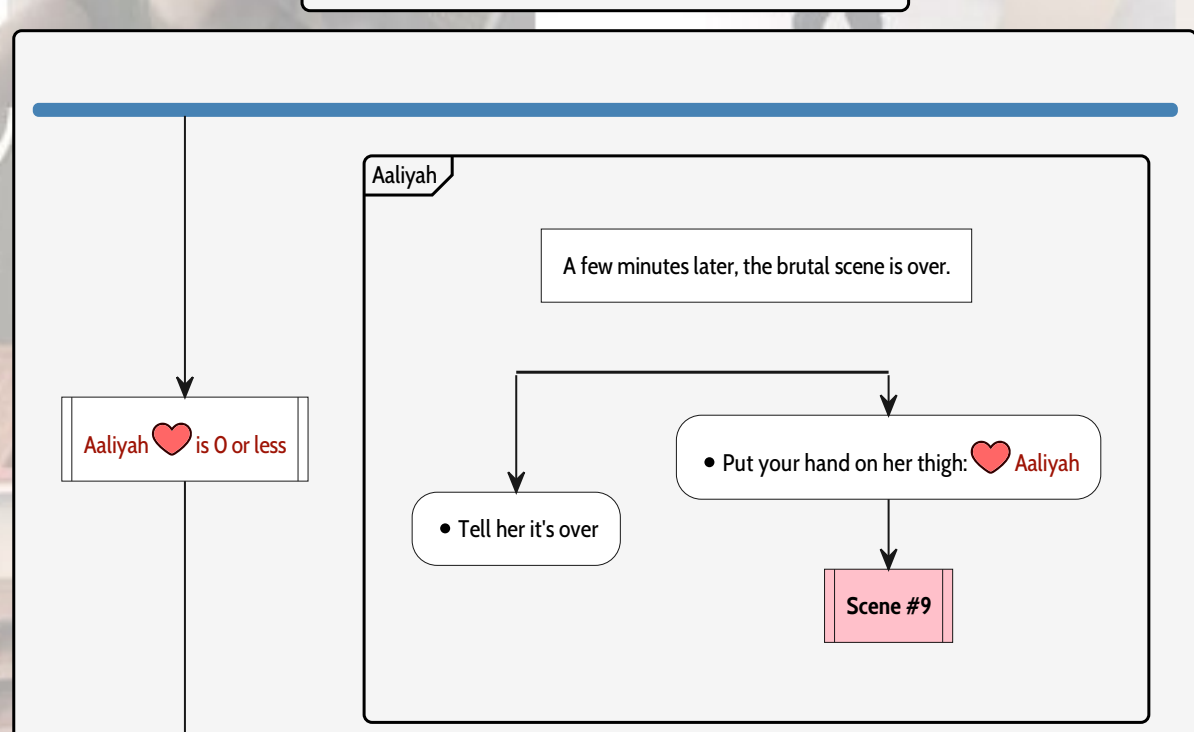 Aaliyah
A few minutes later, the brutal scene is over.
Aaliyah is 0 or less
• Put your hand on her thigh: Aaliyah
• Tell her it's over
Scene #9